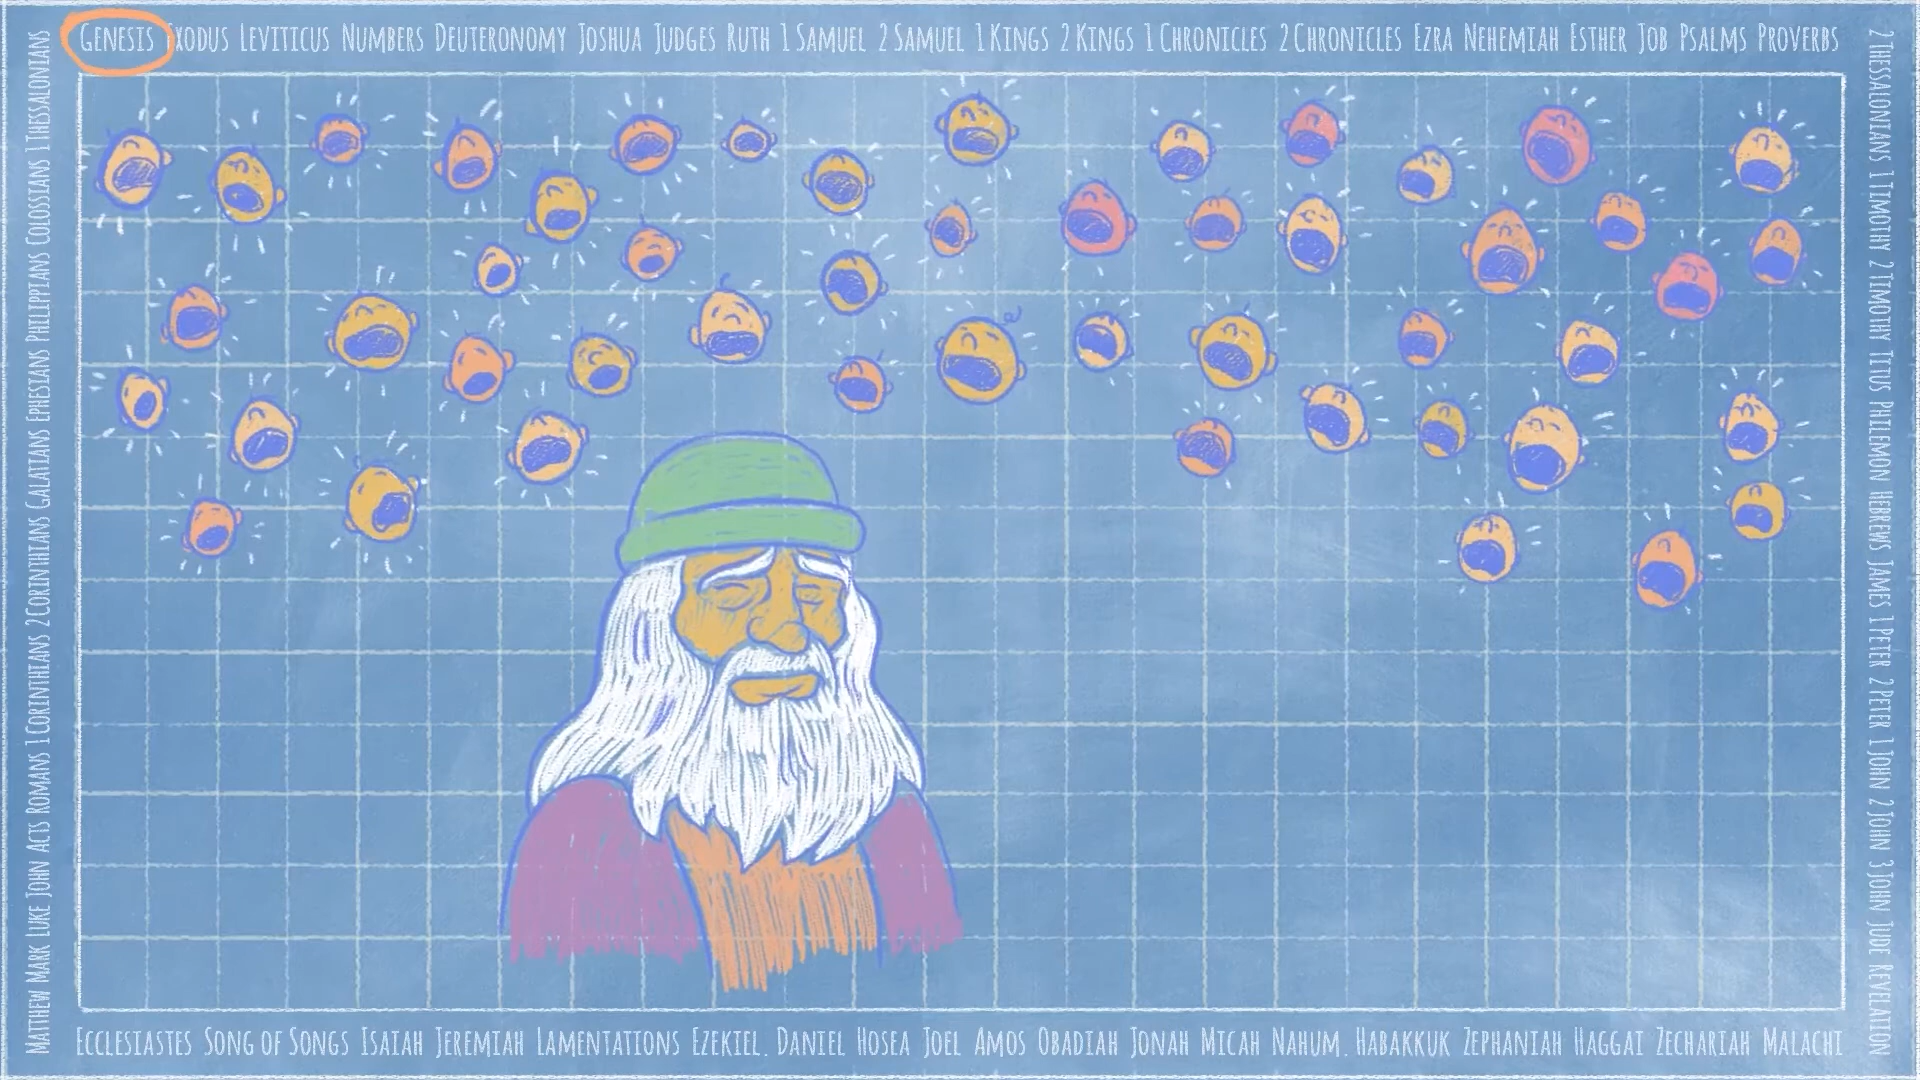 Genesis Exodus Leviticus Numbers Deuteronomy Joshua Judges Ruth 1 Samuel 2 Samuel 1 Kings 2 Kings 1 Chronicles 2 Chronicles Ezra Nehemiah Esther Job Psalms Proverbs
Ecclesiastes Song of Songs Isaiah Jeremiah Lamentations Ezekiel. Daniel Hosea Joel Amos Obadiah Jonah Micah Nahum. Habakkuk Zephaniah Haggai Zechariah Malachi
Matthew Mark Luke John Acts Romans 1 Corinthians 2 Corinthians Galatians Ephesians Philippians Colossians 1 Thessalonians
2 Thessalonians 1 Timothy 2 Timothy Titus Philemon Hebrews James 1 Peter 2 Peter 1 John 2 John 3 John Jude Revelation